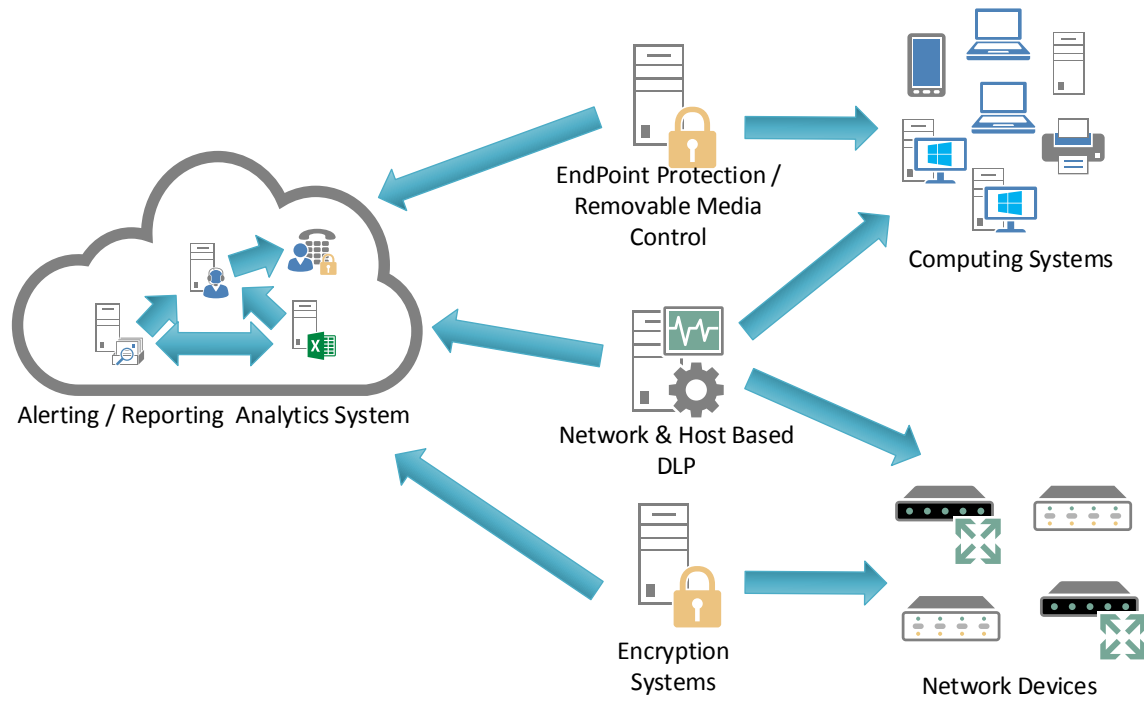 EndPoint Protection /
Removable Media
Control
Computing Systems
X
Alerting / Reporting  Analytics System
Network & Host Based
DLP
Encryption
Systems
Network Devices